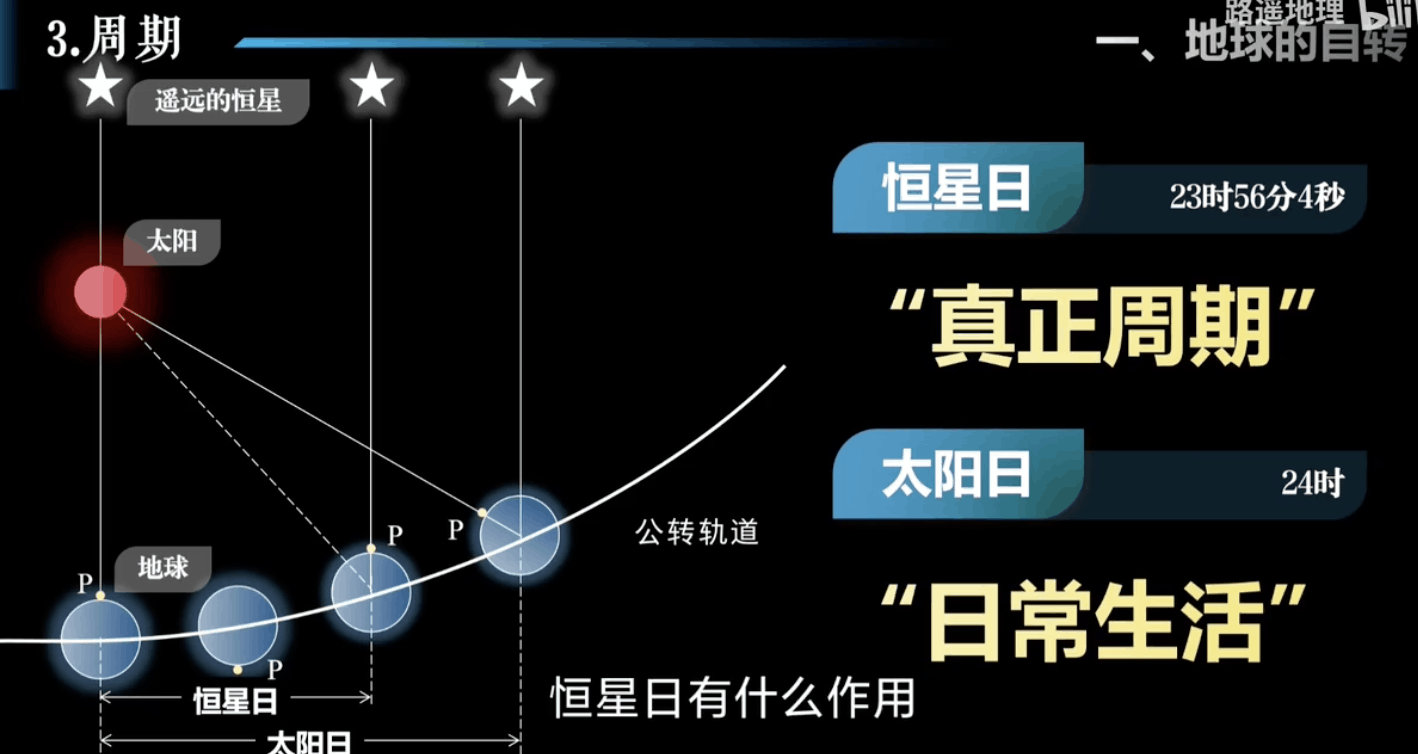 3.周期
路遥地理
bili
一、地球的自转
遥远的恒星
太阳
恒星日
23时56分4秒
“真正周期”
太阳日
24时
“日常生活”
公转轨道
P
P
P
地球
P
恒星日
太阳日
恒星日有什么作用